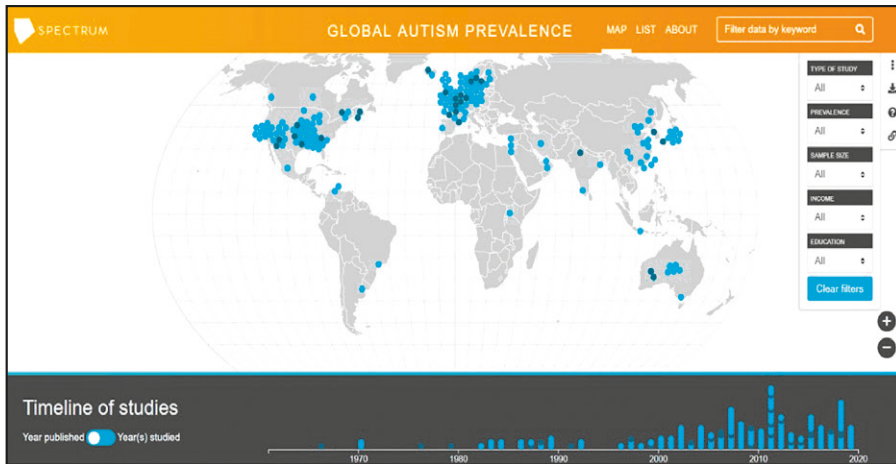 SPECTRUM
GLOBAL AUTISM PREVALENCE
MAP LIST ABOUT
Filter data by keyword
TYPE OF STUDY
All
PREVALENCE
All
SAMPLE SIZE
All
INCOME
All
EDUCATION
All
Clear filters
Timeline of studies
Year published Year(s) studied
1970 1980 1990 2000 2010 2020